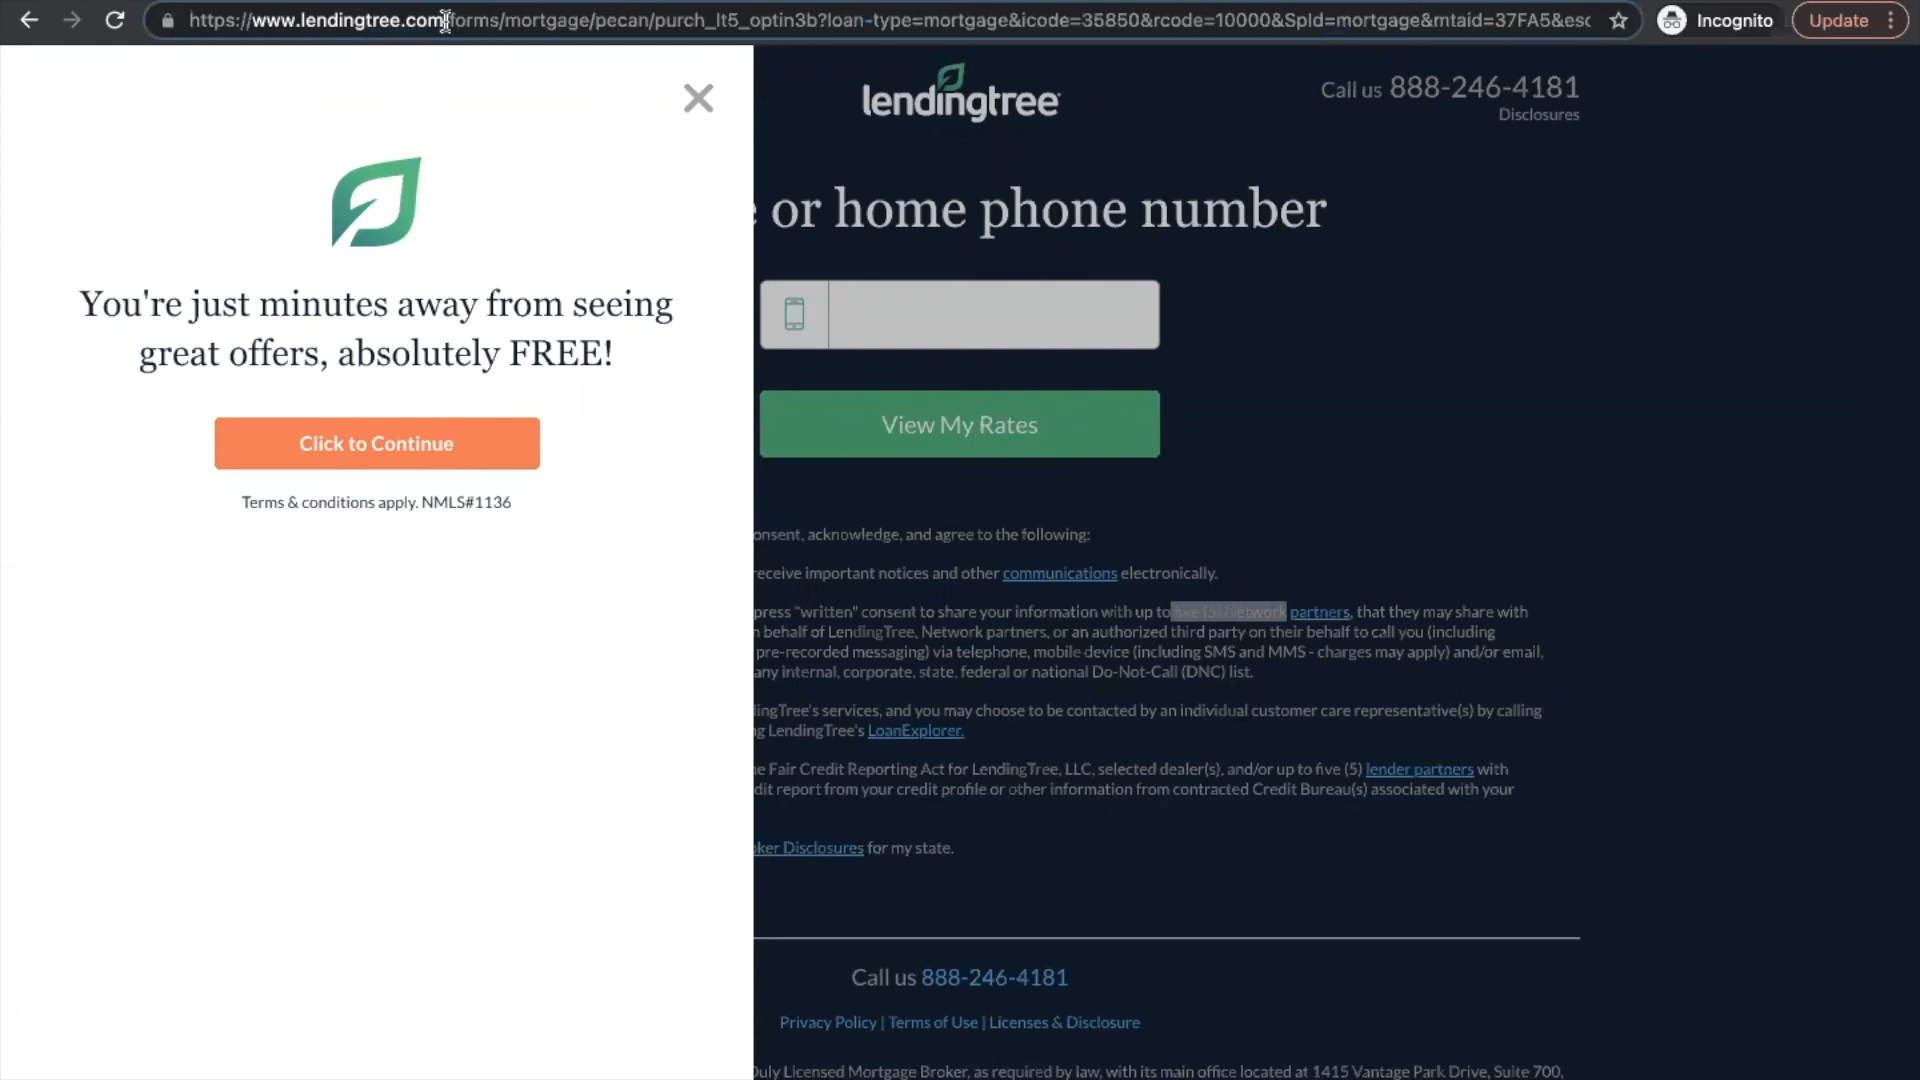 https://www.lendingtree.com/forms/mortgage/pecan/purch_lt5_optin3b?loan-type=mortgage&icode=35850&rcode=10000&SpId=mortgage&mtaid=37FA5&esc
Incognito
Update
lendingtree
Call us 888-246-4181
Disclosures
or home phone number
You're just minutes away from seeing
great offers, absolutely FREE!
Click to Continue
Terms & conditions apply. NMLS#1136
View My Rates
onsent, acknowledge, and agree to the following:
receive important notices and other communications electronically.
press "written" consent to share your information with up to five (5) Network partners, that they may share with
n behalf of LendingTree, Network partners, or an authorized third party on their behalf to call you (including
pre-recorded messaging) via telephone, mobile device (including SMS and MMS - charges may apply) and/or email,
any internal, corporate, state, federal or national Do-Not-Call (DNC) list.
dingTree's services, and you may choose to be contacted by an individual customer care representative(s) by calling
g LendingTree's LoanExplorer.
e Fair Credit Reporting Act for LendingTree, LLC, selected dealer(s), and/or up to five (5) lender partners with
dit report from your credit profile or other information from contracted Credit Bureau(s) associated with your
ker Disclosures for my state.
Call us 888-246-4181
Privacy Policy | Terms of Use | Licenses & Disclosure
Duly Licensed Mortgage Broker, as required by law, with its main office located at 1415 Vantage Park Drive, Suite 700,